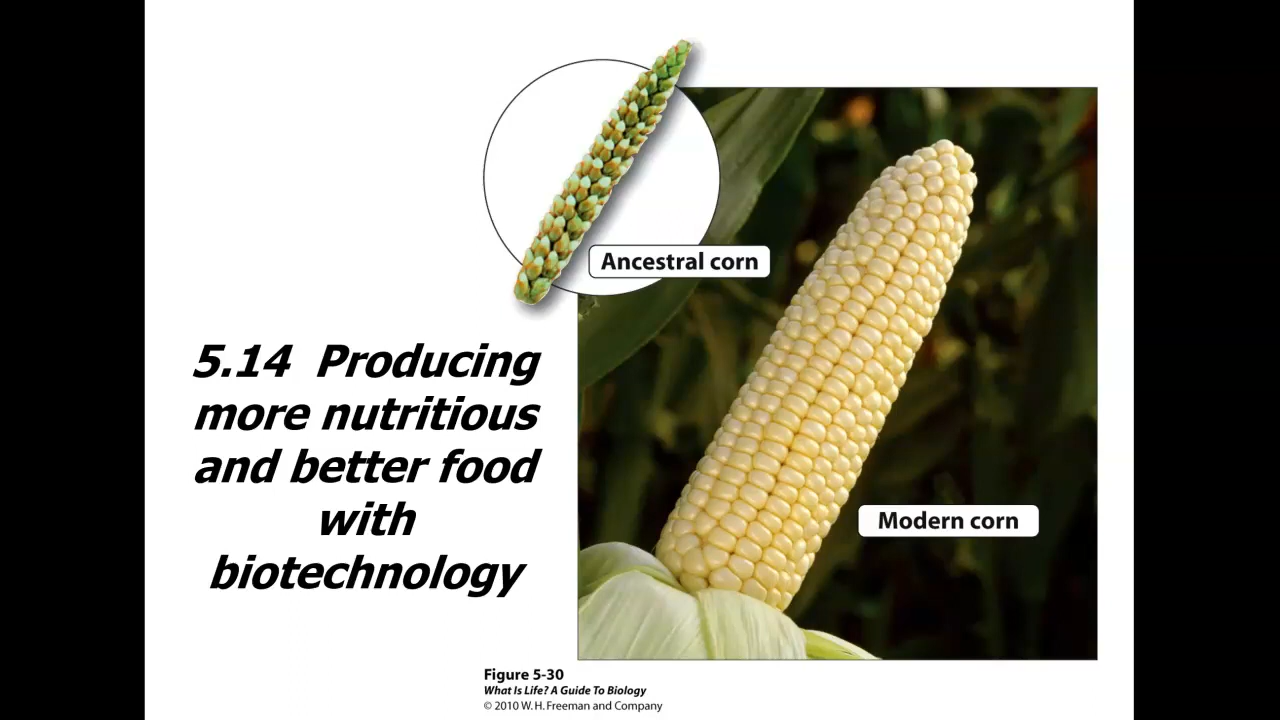 Ancestral corn
5.14 Producing
more nutritious
and better food
with
biotechnology
Modern corn
Figure 5-30
What Is Life? A Guide To Biology
© 2010 W. H. Freeman and Company